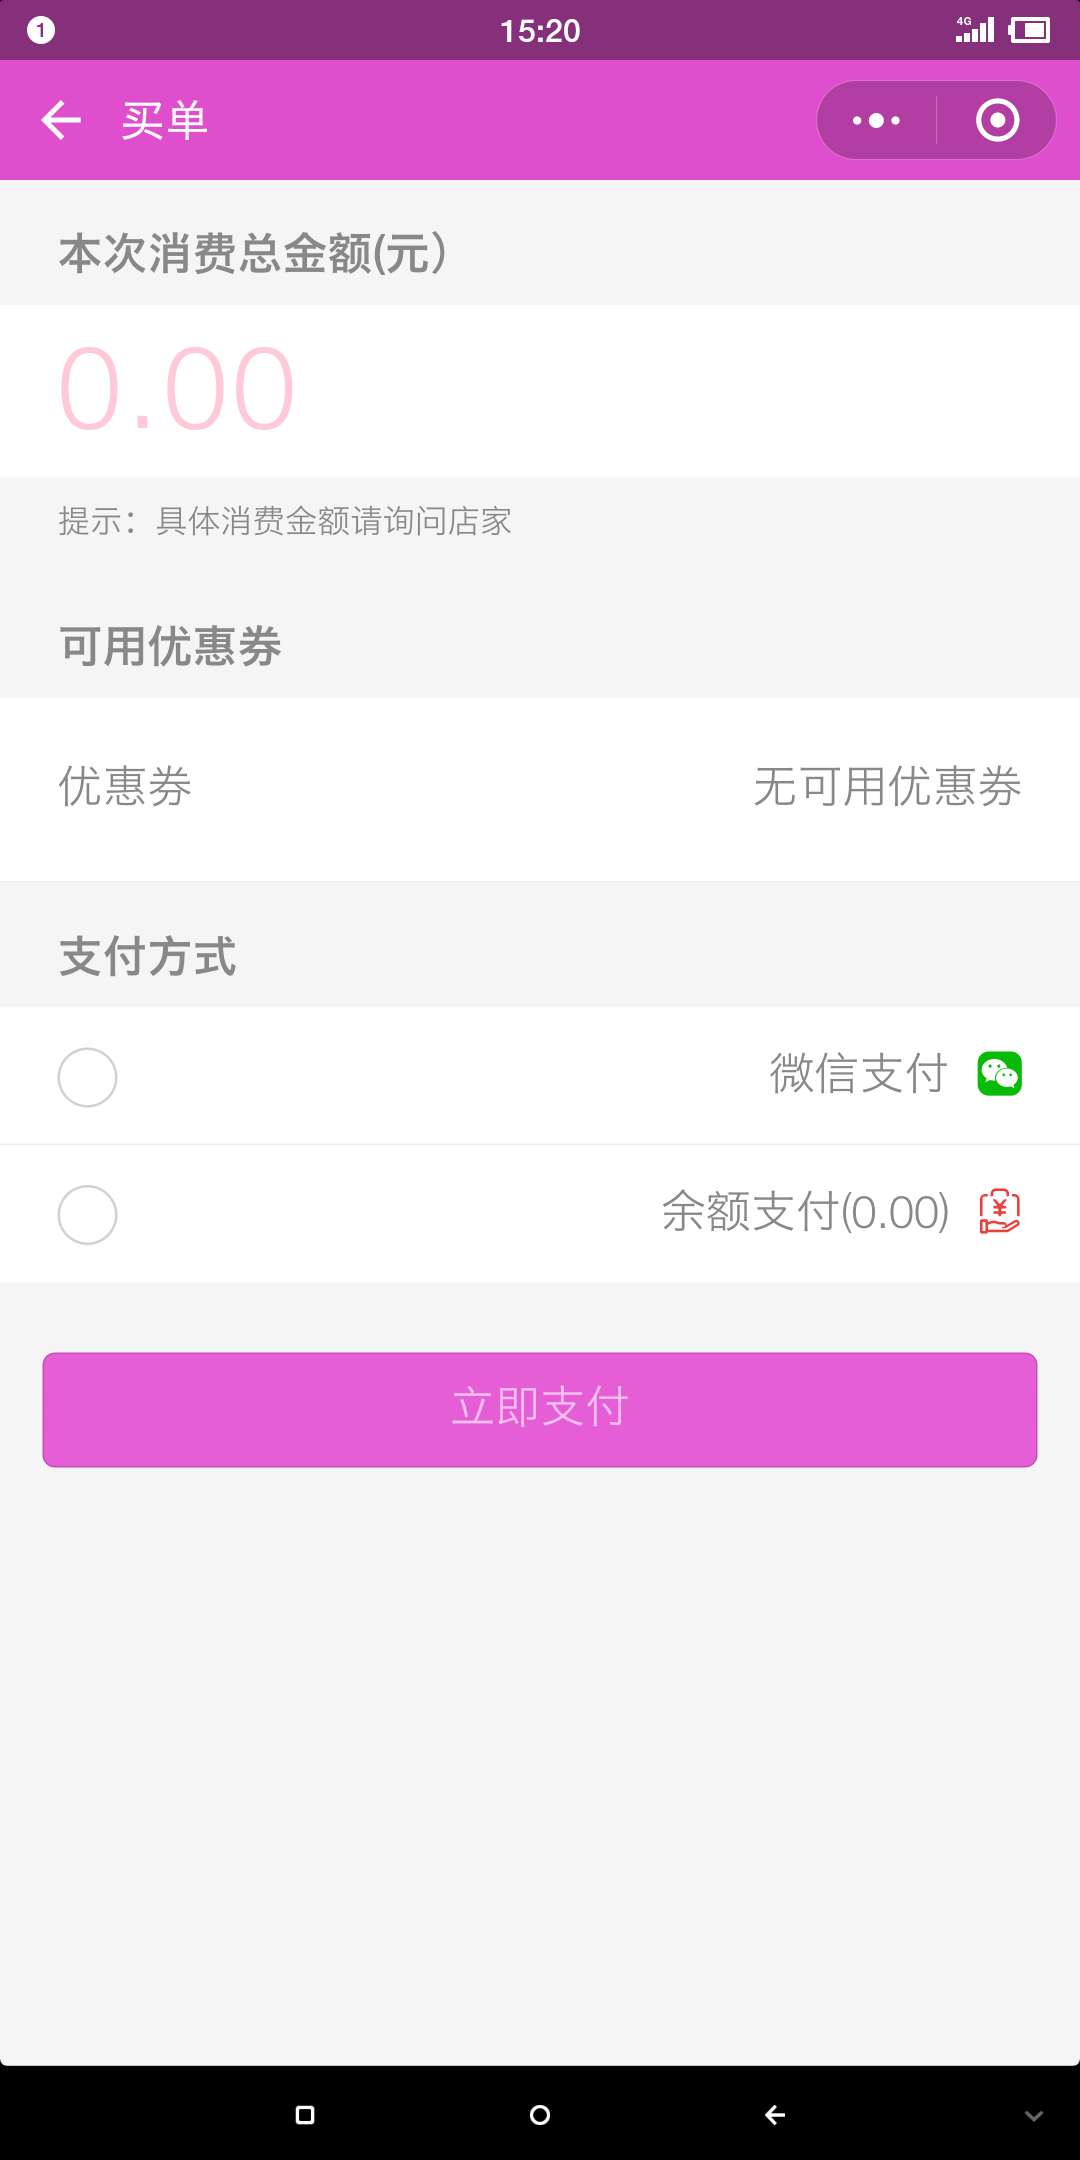 1
15:20
4G
买单
本次消费总金额(元）
0.00
提示：具体消费金额请询问店家
可用优惠券
优惠券 无可用优惠券
支付方式
微信支付
余额支付(0.00)
立即支付